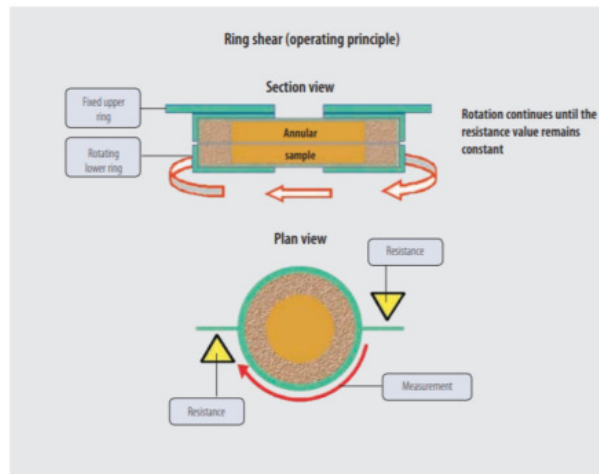 Ring shear (operating principle)
Section view
Fixed upper
ring
Rotating
lower ring
Annular
sample
Rotation continues until the
resistance value remains
constant
Plan view
Resistance
Measurement
Resistance